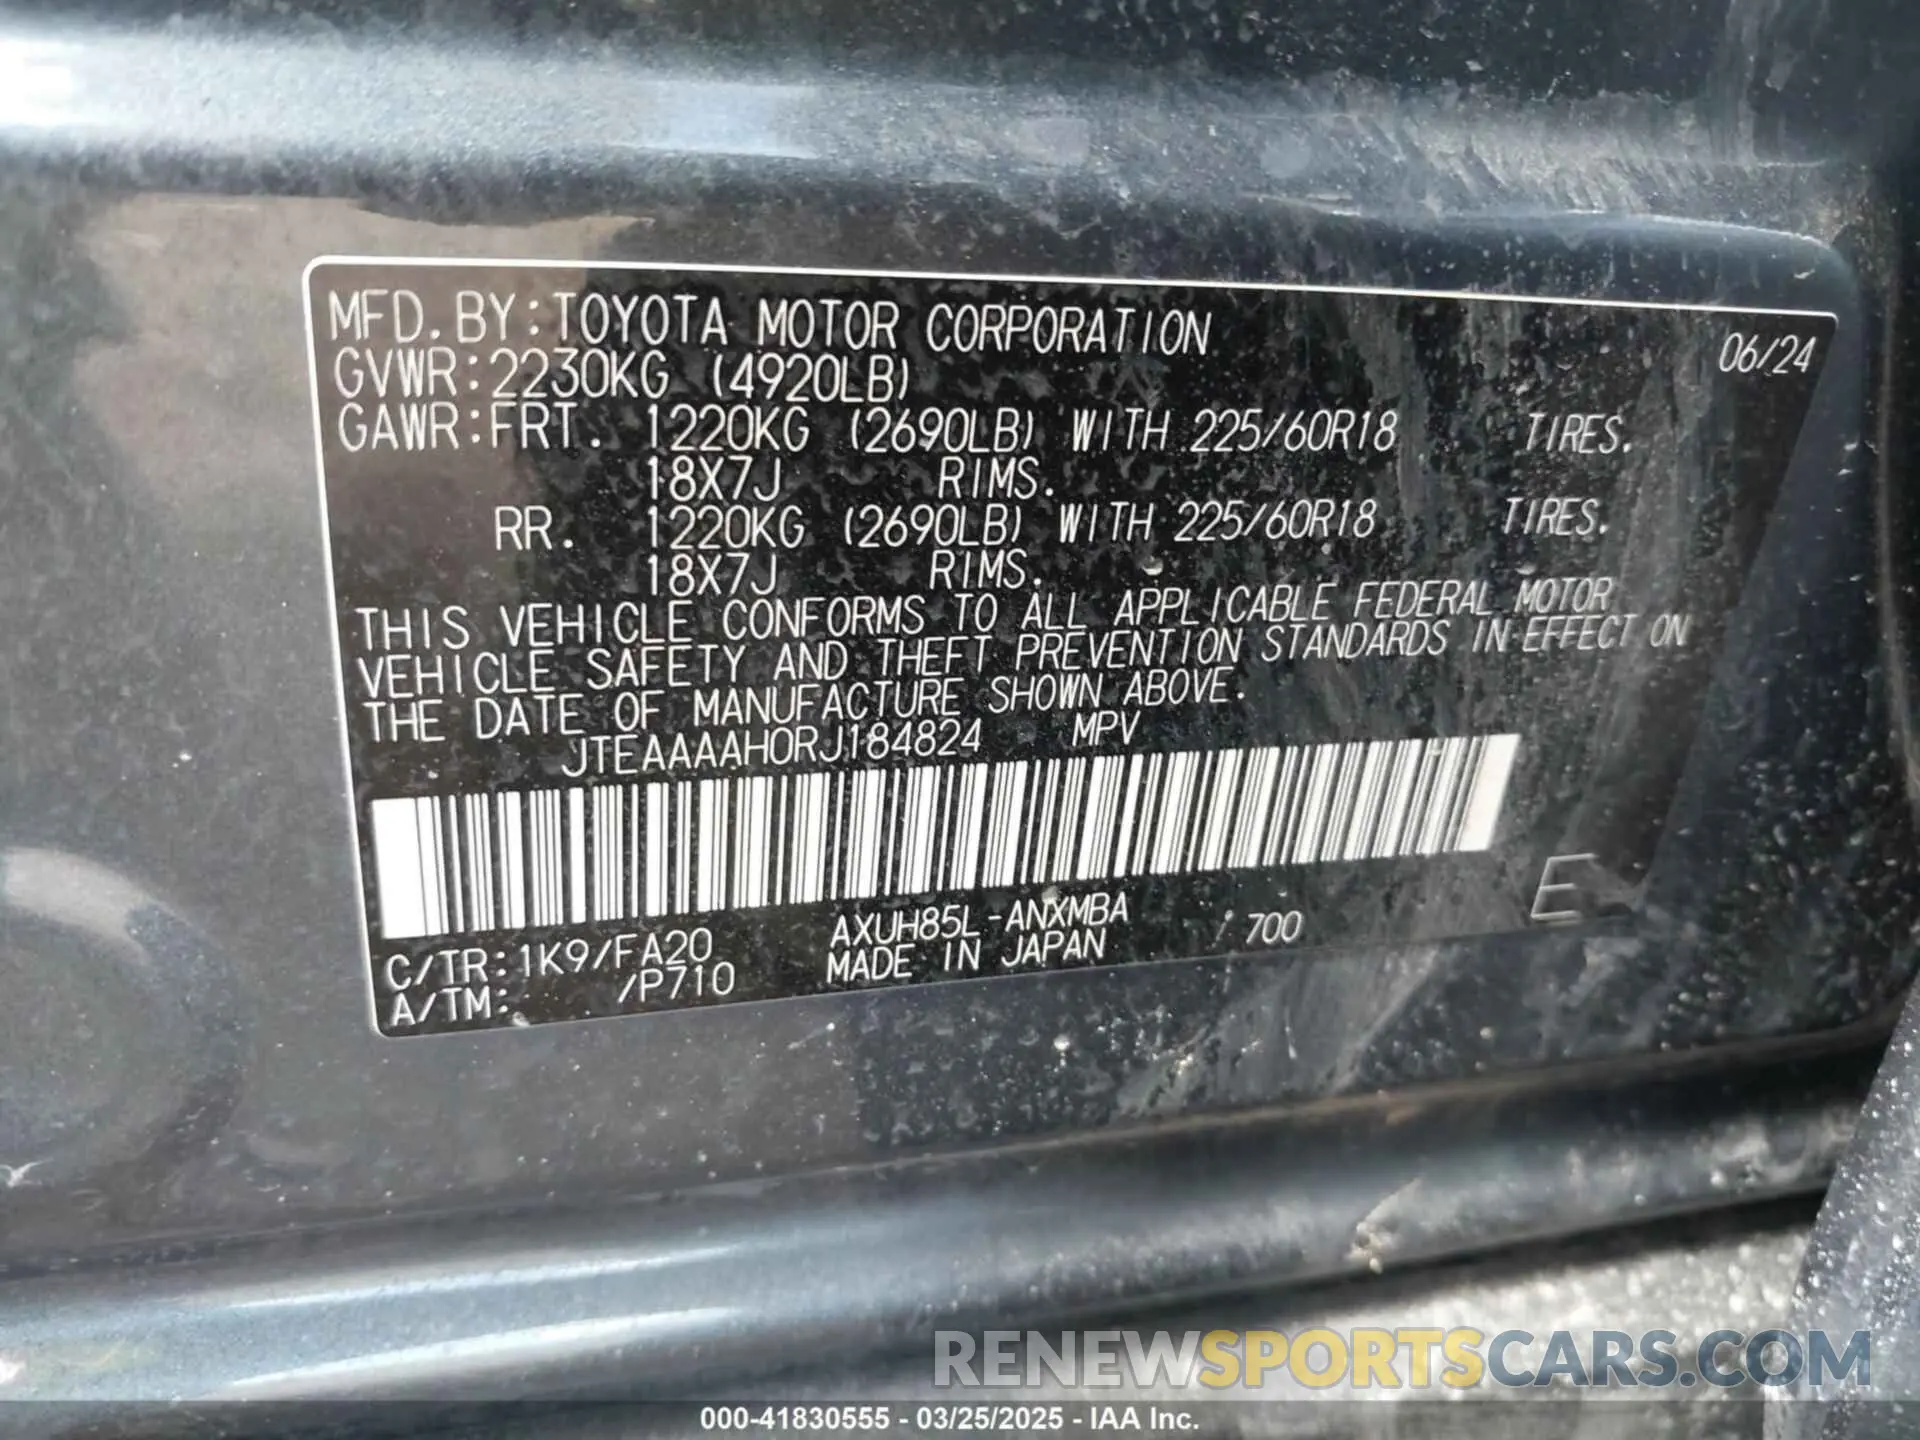 MFD. BY: TOYOTA MOTOR CORPORATION 06/24
GVWR: 2230KG (4920LB)
GAWR: FRT. 1220KG (2690LB) WITH 225/60R18 TIRES.
18X7J RIMS.
RR. 1220KG (2690LB) WITH 225/60R18 TIRES.
18X7J RIMS.
THIS VEHICLE CONFORMS TO ALL APPLICABLE FEDERAL MOTOR
VEHICLE SAFETY AND THEFT PREVENTION STANDARDS IN EFFECT ON
THE DATE OF MANUFACTURE SHOWN ABOVE.
JTEAAAAH0RJ184824 MPV
C/TR: 1K9/FA20 AXUH85L-ANXMBA / 700 E
A/TM: /P710 MADE IN JAPAN
RENEWSPORTSCARS.COM
000-41830555 - 03/25/2025 - IAA Inc.